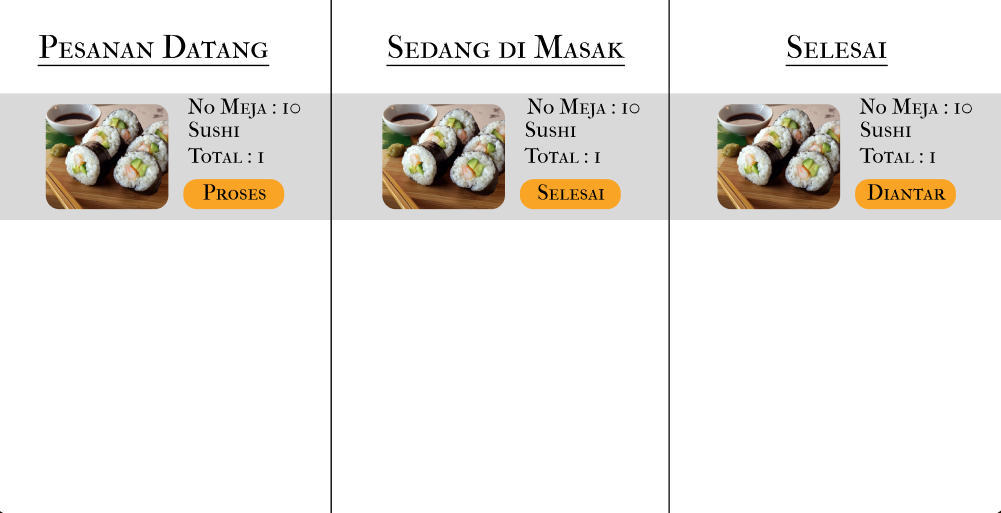 Pesanan Datang
No Meja : 10
Sushi
Total : 1
Proses
Sedang di Masak
No Meja : 10
Sushi
Total : 1
Selesai
Selesai
No Meja : 10
Sushi
Total : 1
Diantar